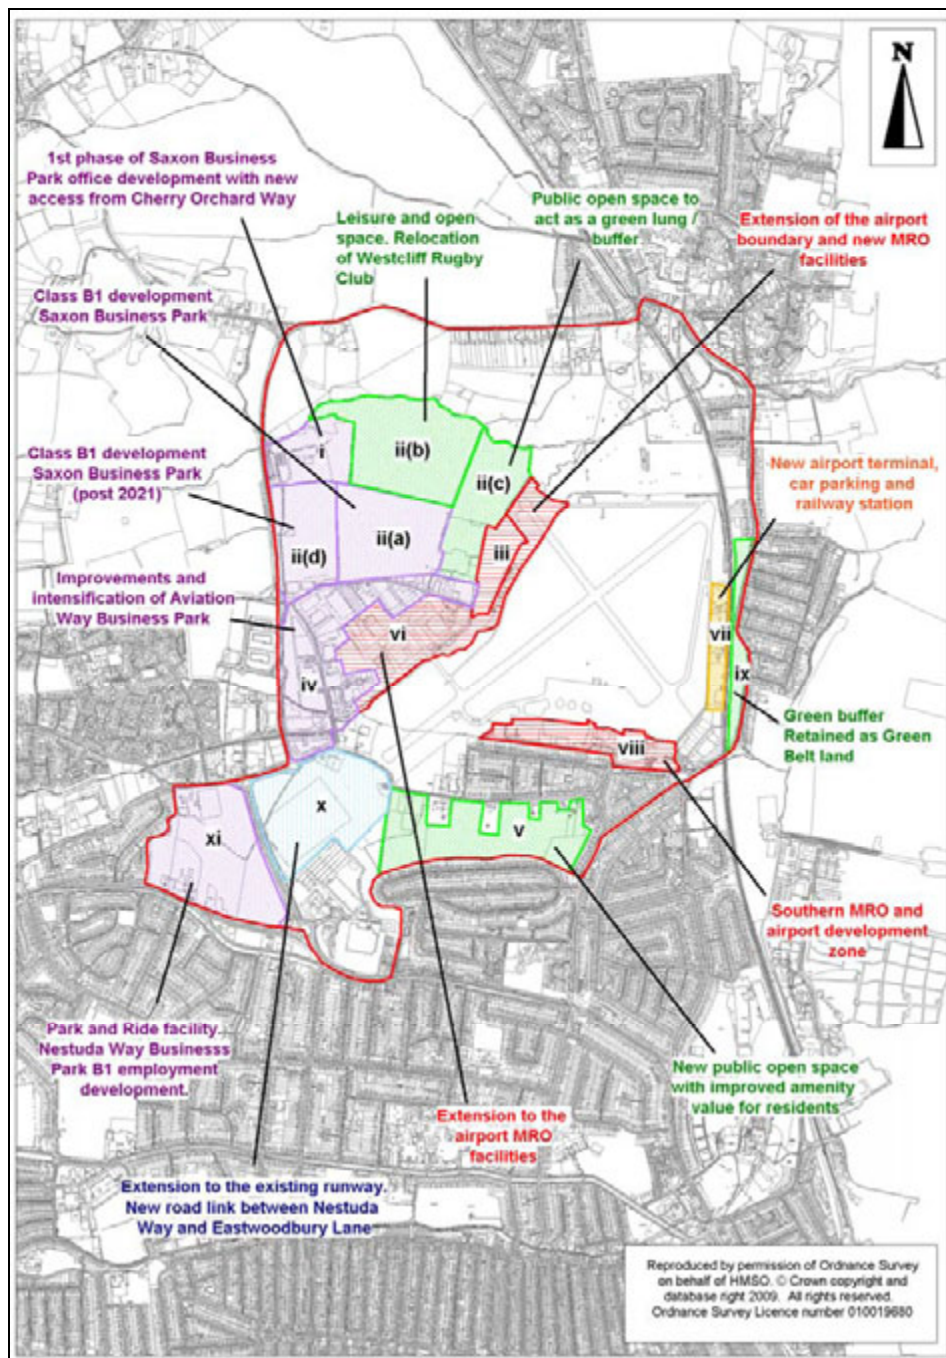 N
1st phase of Saxon Business
Park office development with new
access from Cherry Orchard Way
Leisure and open
space. Relocation
of Westcliff Rugby
Club
Public open space to
act as a green lung /
buffer
Extension of the airport
boundary and new MRO
facilities
Class B1 development
Saxon Business Park
i
ii(b)
ii(c)
Class B1 development
Saxon Business Park
(post 2021)
New airport terminal,
car parking and
railway station
ii(d)
ii(a)
iii
Improvements and
intensification of Aviation
Way Business Park
vi
vii
iv
ix
Green buffer
Retained as Green
Belt land
viii
x
xi
v
Southern MRO and
airport development
zone
Park and Ride facility.
Nestuda Way Businesss
Park B1 employment
development.
New public open space
with improved amenity
value for residents
Extension to the
airport MRO
facilities
Extension to the existing runway.
New road link between Nestuda
Way and Eastwoodbury Lane
Reproduced by permission of Ordnance Survey
on behalf of HMSO. © Crown copyright and
database right 2009. All rights reserved.
Ordnance Survey Licence number 010019680